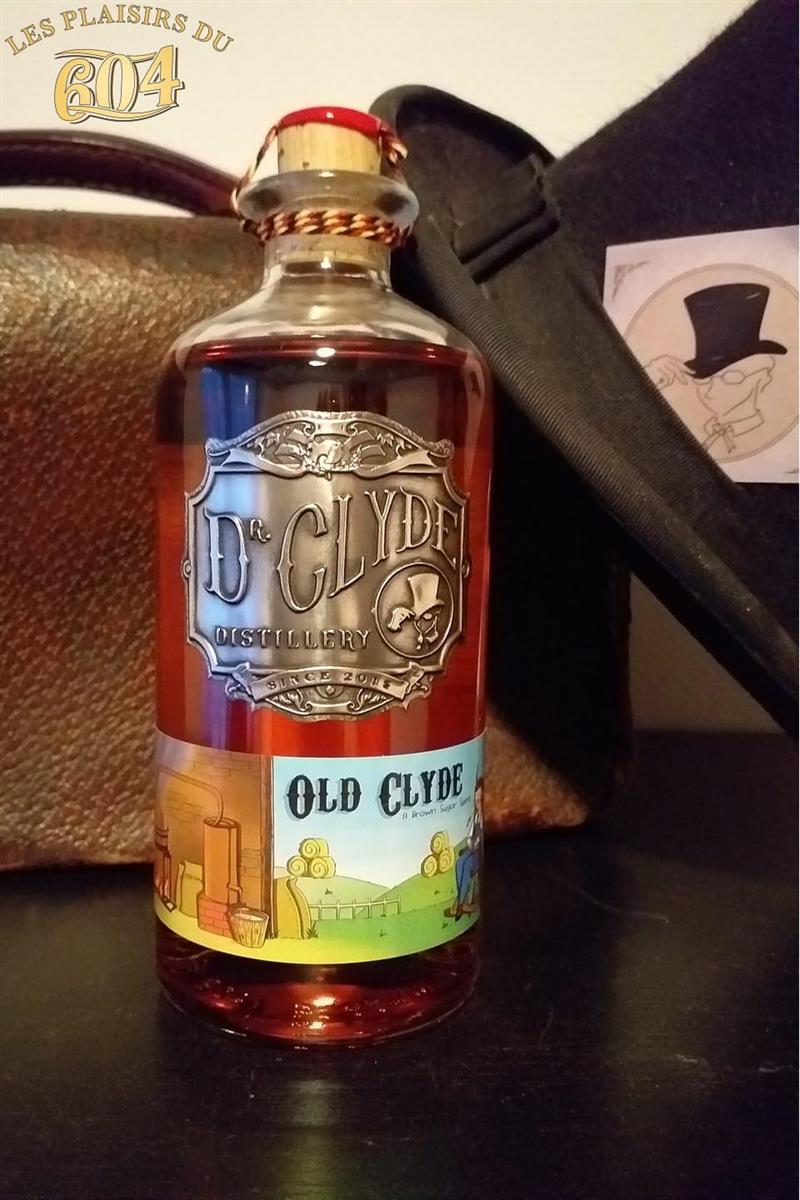 LES PLAISIRS DU
604
DR. CLYDE
DISTILLERY
SINCE 2015
OLD CLYDE
A Brown Sugar Spirit